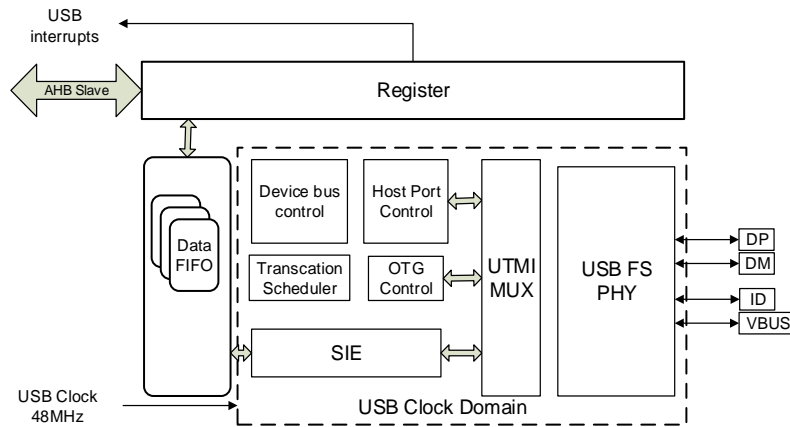 USB
interrupts
AHB Slave
Register
Device bus
control
Host Port
Control
Data
FIFO
Transcation
Scheduler
OTG
Control
UTMI
MUX
USB FS
PHY
DP
DM
ID
VBUS
SIE
USB Clock
48MHz
USB Clock Domain